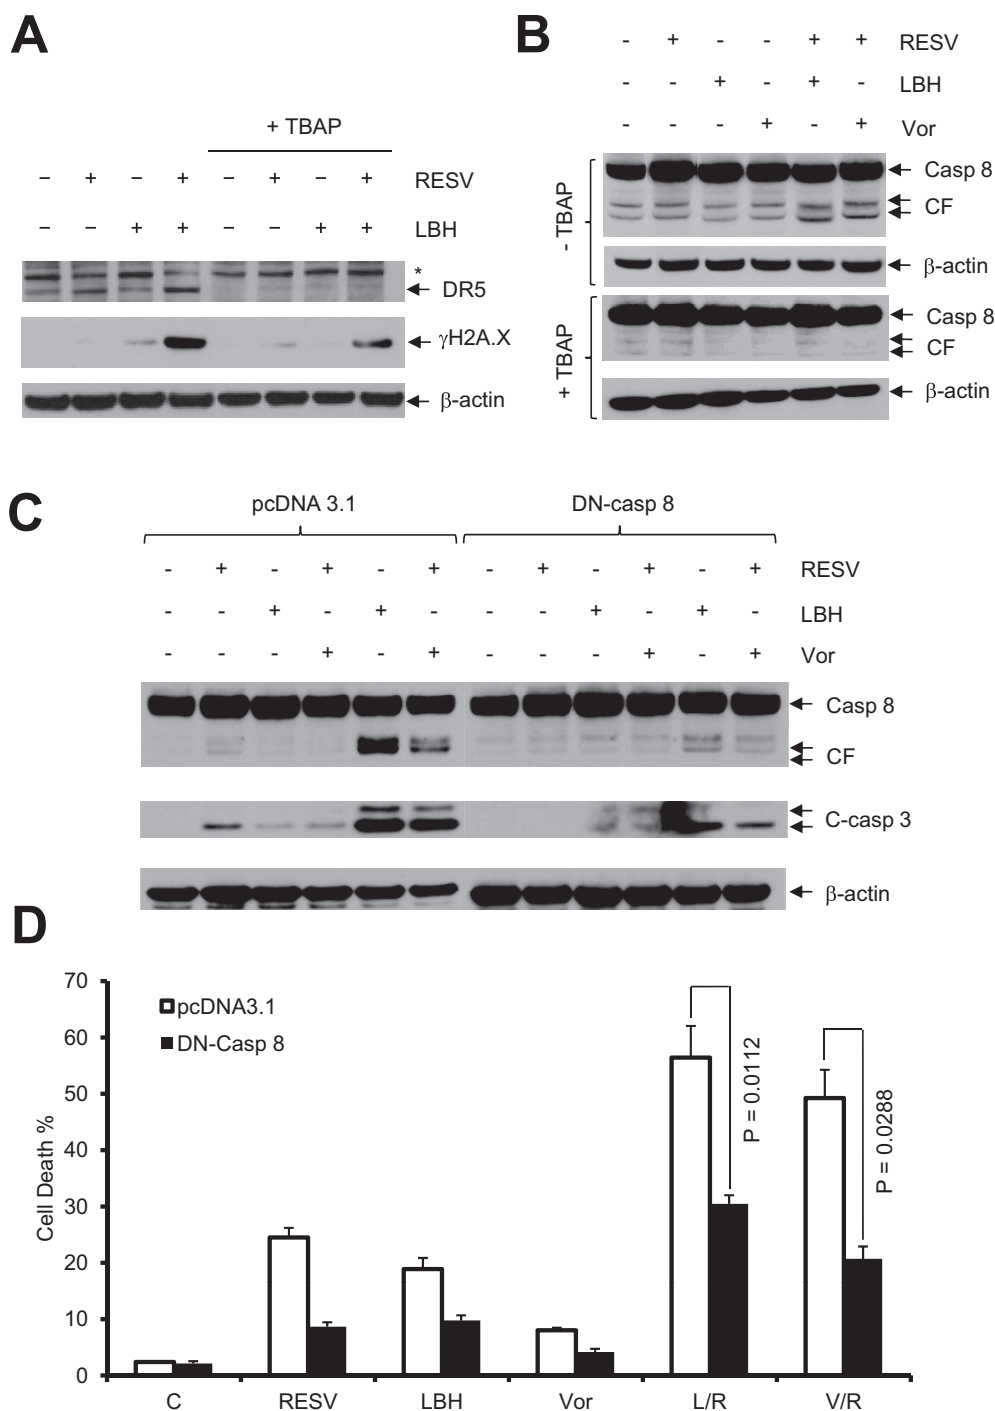 A
+ TBAP
− + − + − + − + RESV
− − + + − − + + LBH
*
DR5
γH2A.X
β-actin
B
- + - - + + RESV
- - + - + - LBH
- - - + - + Vor
- TBAP
Casp 8
CF
β-actin
+ TBAP
Casp 8
CF
β-actin
C
pcDNA 3.1 DN-casp 8
- + - + - + - + - + - + RESV
- - + - + - - - + - + - LBH
- - - + - + - - - + - + Vor
Casp 8
CF
C-casp 3
β-actin
D
Cell Death %
70
60
50
40
30
20
10
0
pcDNA3.1
DN-Casp 8
P = 0.0112
P = 0.0288
C RESV LBH Vor L/R V/R